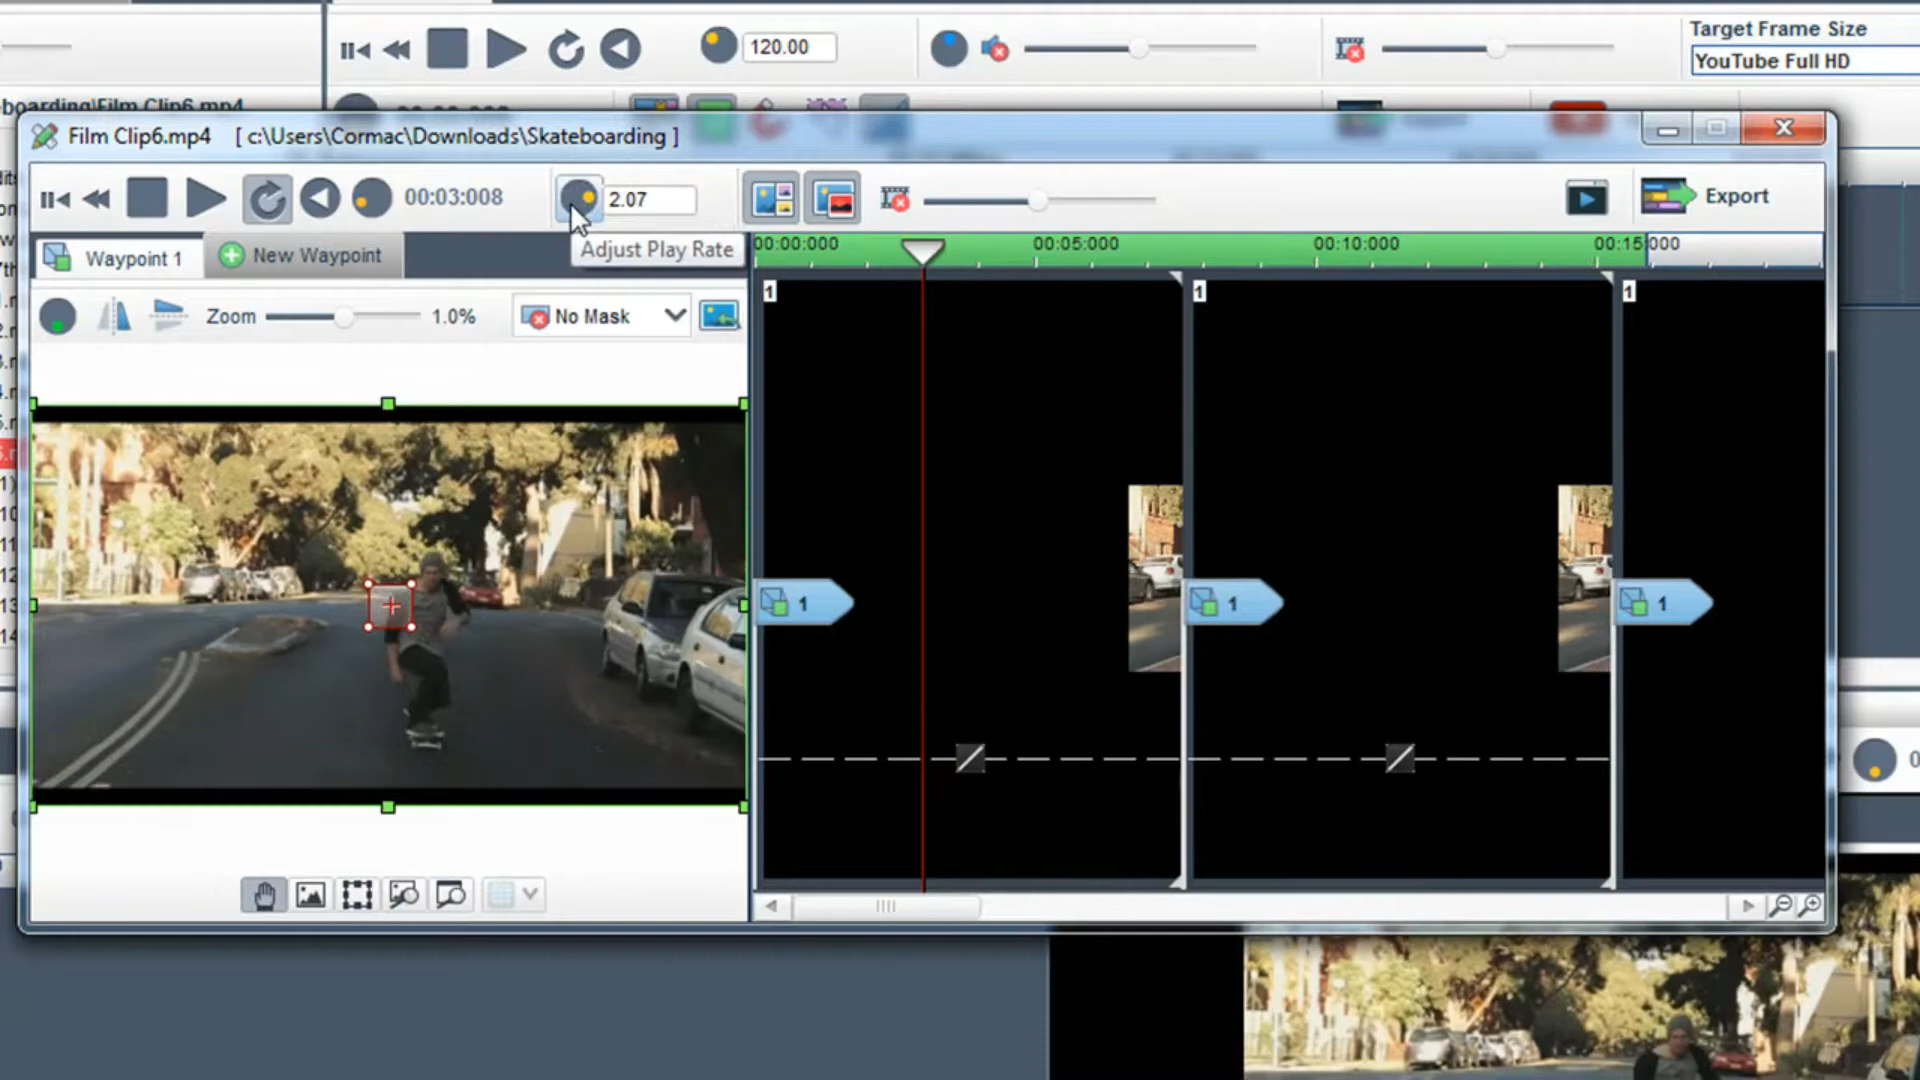 120.00
Target Frame Size
YouTube Full HD
boarding\Film Clip6.mp4
Film Clip6.mp4 [ c:\Users\Cormac\Downloads\Skateboarding ]
00:03:008
2.07
Export
Waypoint 1
New Waypoint
Adjust Play Rate
00:00:000
00:05:000
00:10:000
00:15:000
Zoom
1.0%
No Mask
1
1
1
1
1
1